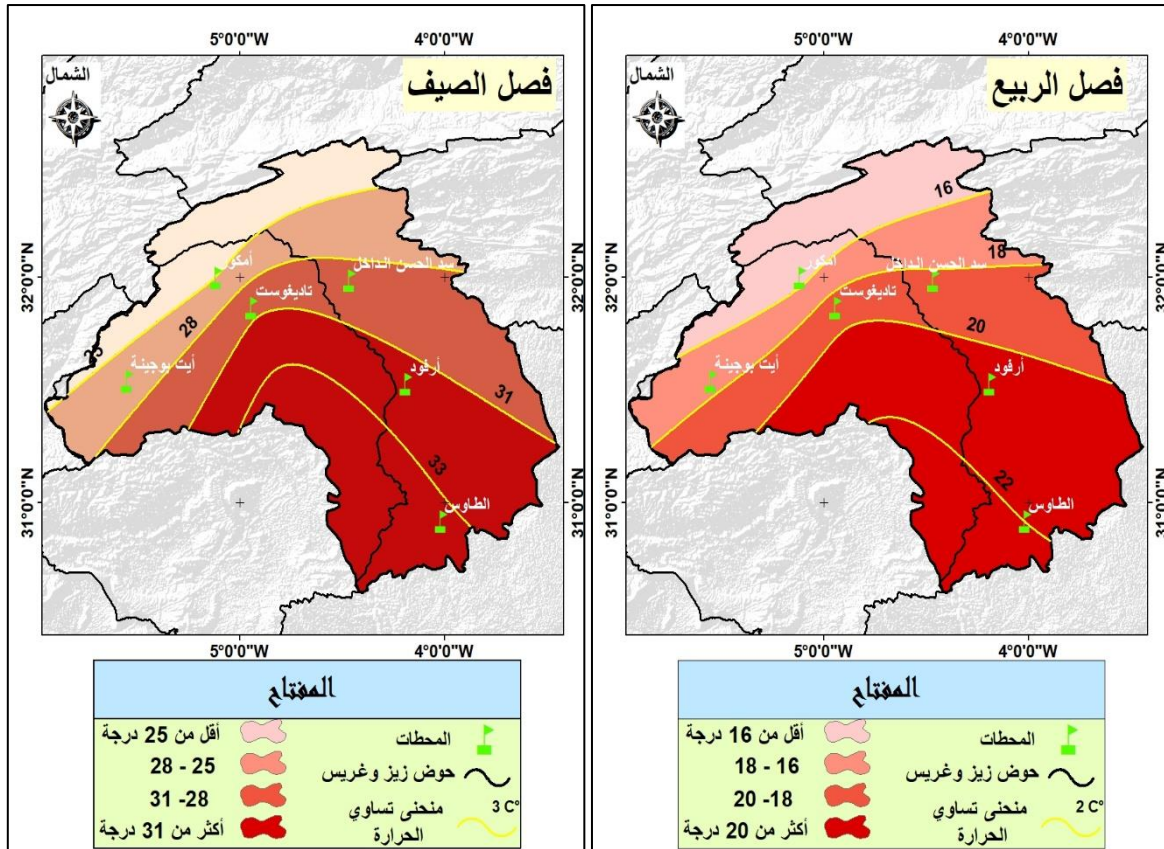 5°0'0"W 4°0'0"W
الشمال
فصل الصيف
32°0'0"N
31°0'0"N
أمكور
سد الحسن الداخل
تاديغوست
أيت بوجينة
أرفود
الطاوس
25
28
31
33
5°0'0"W 4°0'0"W
المفتاح
المحطات
أقل من 25 درجة
حوض زيز وغريس
25 - 28
3 C° منحنى تساوي
الحرارة
28- 31
أكثر من 31 درجة
5°0'0"W 4°0'0"W
الشمال
فصل الربيع
32°0'0"N
31°0'0"N
16
18
20
22
أمكور
سد الحسن الداخل
تاديغوست
أيت بوجينة
أرفود
الطاوس
5°0'0"W 4°0'0"W
المفتاح
المحطات
أقل من 16 درجة
حوض زيز وغريس
16 - 18
2 C° منحنى تساوي
الحرارة
18- 20
أكثر من 20 درجة